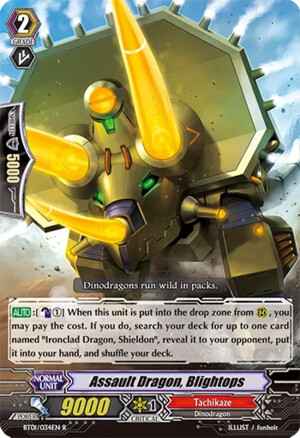 2
GRADE
SHIELD
5000
Dinodragons run wild in packs.
AUTO : [1] When this unit is put into the drop zone from R, you
may pay the cost. If you do, search your deck for up to one card
named "Ironclad Dragon, Shieldon", reveal it to your opponent, put
it into your hand, and shuffle your deck.
NORMAL
UNIT
Assault Dragon, Blightops
POWER
9000
1
CRITICAL
Tachikaze
Dinodragon
BT01/034EN R
ILLUST / funboit